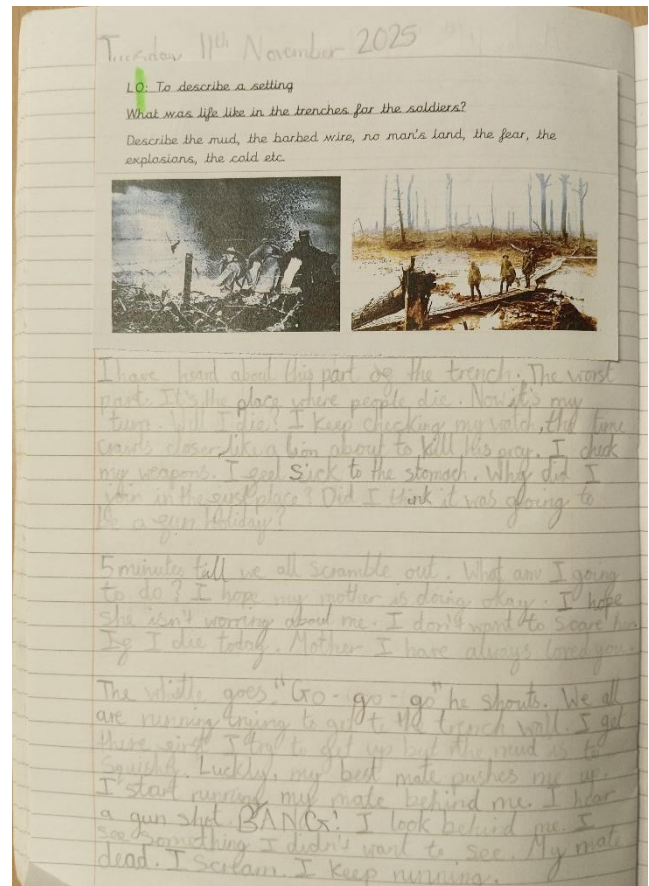 Tuesday 11th November 2025
LO: To describe a setting
What was life like in the trenches for the soldiers?
Describe the mud, the barbed wire, no man's land, the fear, the
explosions, the cold etc.
I have heard about this part of the trench. The worst
part. It's the place where people die. Now it's my
turn. Will I die? I keep checking my watch, the time
crawls closer like a lion about to kill his prey. I check
my weapons. I feel sick to the stomach. Why did I
join in the first place? Did I think it was going to
be a fun holiday?
5 minutes till we all scramble out. What am I going
to do? I hope my mother is doing okay. I hope
she isn't worring about me. I don't want to scare her
If I die today. Mother I have always loved you.
The whistle goes "Go-go-go" he shouts. We all
are running trying to get to the trench wall. I get
there first I try to get up but the mud is to
squishy. Luckly, my best mate pushes me up.
I start running my mate behind me. I hear
a gun shot. BANG! I look behind me. I
see something I didn't want to see. My mate
dead. I scream. I keep running.